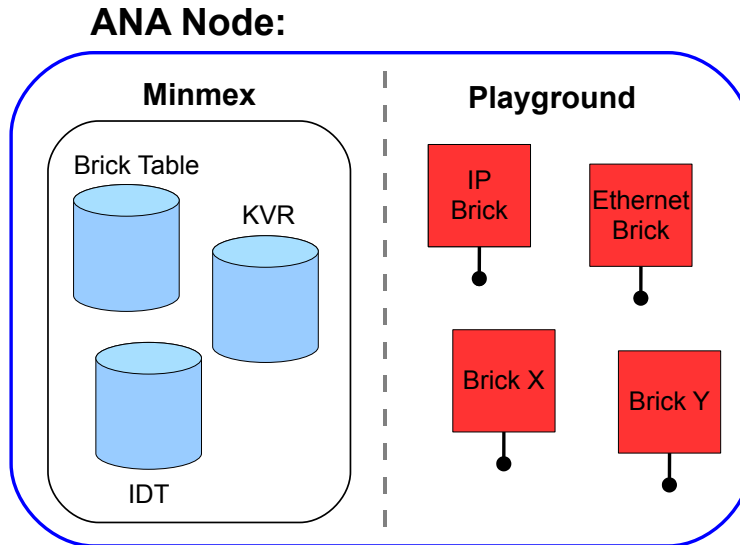 ANA Node:
Minmex
Playground
Brick Table
KVR
IDT
IP
Brick
Ethernet
Brick
Brick X
Brick Y